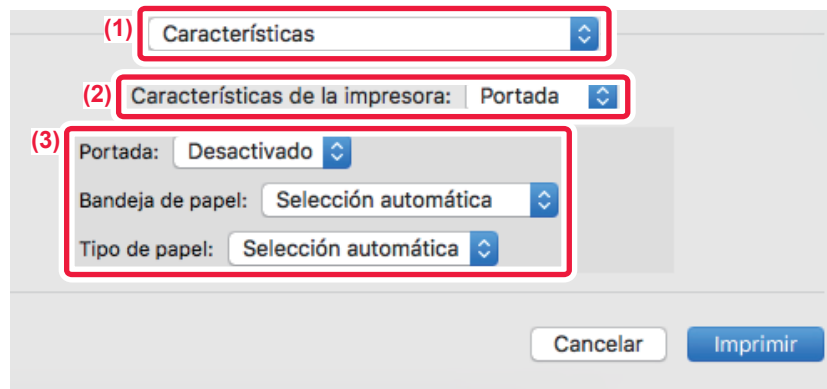 (1) Características
(2) Características de la impresora: Portada
(3)
Portada: Desactivado
Bandeja de papel: Selección automática
Tipo de papel: Selección automática
Cancelar Imprimir